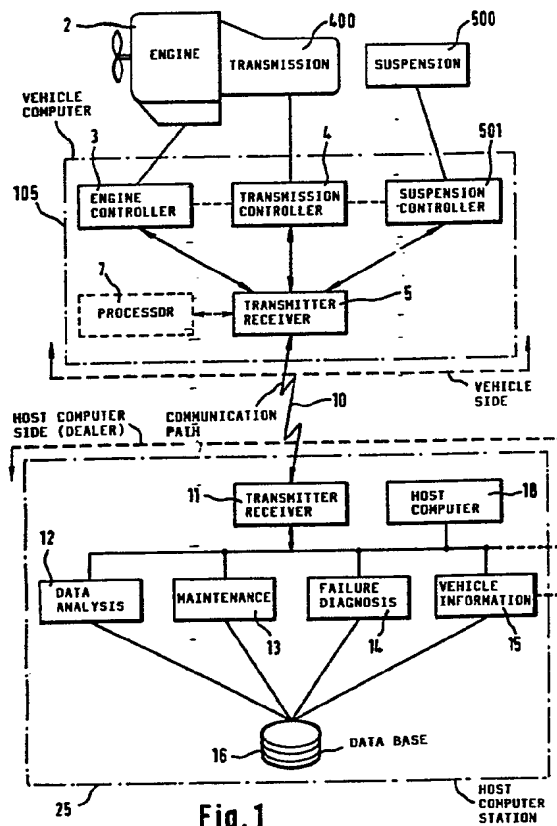 2
400
500
ENGINE
TRANSMISSION
SUSPENSION
VEHICLE
COMPUTER
3
4
501
105
ENGINE
CONTROLLER
TRANSMISSION
CONTROLLER
SUSPENSION
CONTROLLER
7
5
PROCESSOR
TRANSMITTER
RECEIVER
VEHICLE
SIDE
10
COMMUNICATION
PATH
HOST COMPUTER
SIDE (DEALER)
11
TRANSMITTER
RECEIVER
HOST
COMPUTER
18
12
DATA
ANALYSIS
MAINTENANCE
FAILURE
DIAGNOSIS
VEHICLE
INFORMATION
13
14
15
16
DATA BASE
25
HOST
COMPUTER
STATION
Fig.1